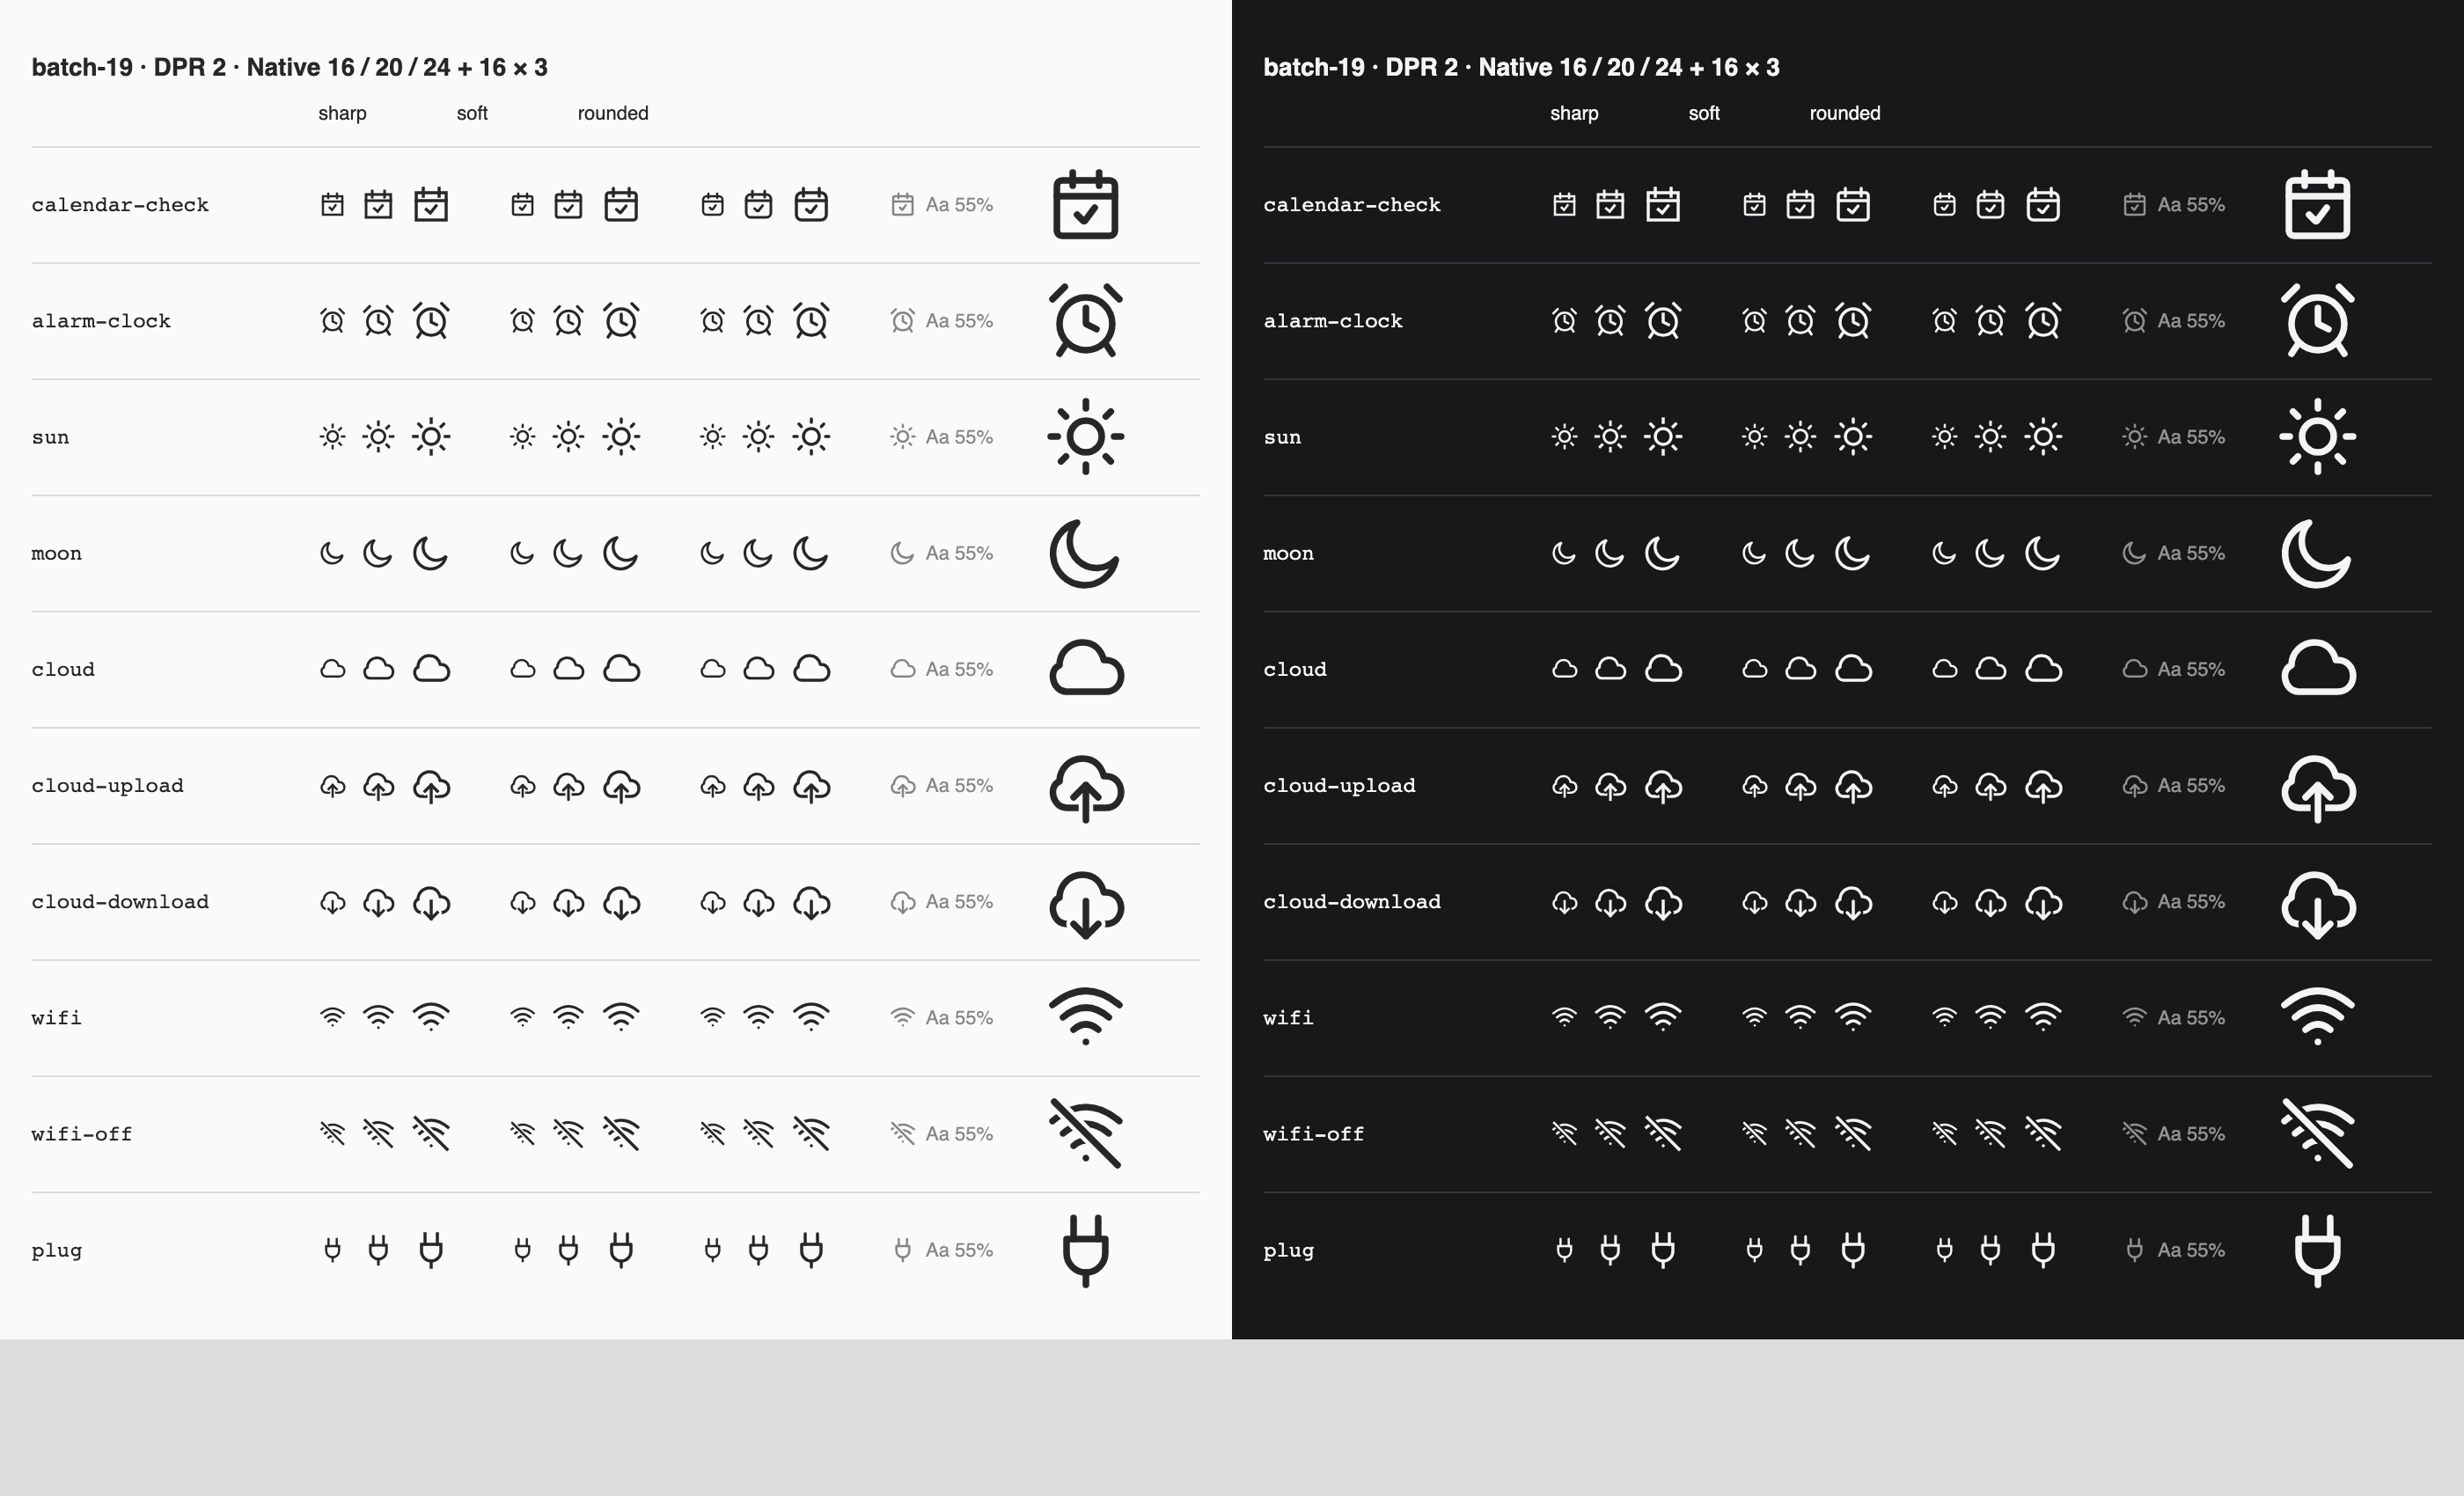 batch-19 · DPR 2 · Native 16 / 20 / 24 + 16 × 3
sharp soft rounded
calendar-check Aa 55%
alarm-clock Aa 55%
sun Aa 55%
moon Aa 55%
cloud Aa 55%
cloud-upload Aa 55%
cloud-download Aa 55%
wifi Aa 55%
wifi-off Aa 55%
plug Aa 55%
batch-19 · DPR 2 · Native 16 / 20 / 24 + 16 × 3
sharp soft rounded
calendar-check Aa 55%
alarm-clock Aa 55%
sun Aa 55%
moon Aa 55%
cloud Aa 55%
cloud-upload Aa 55%
cloud-download Aa 55%
wifi Aa 55%
wifi-off Aa 55%
plug Aa 55%